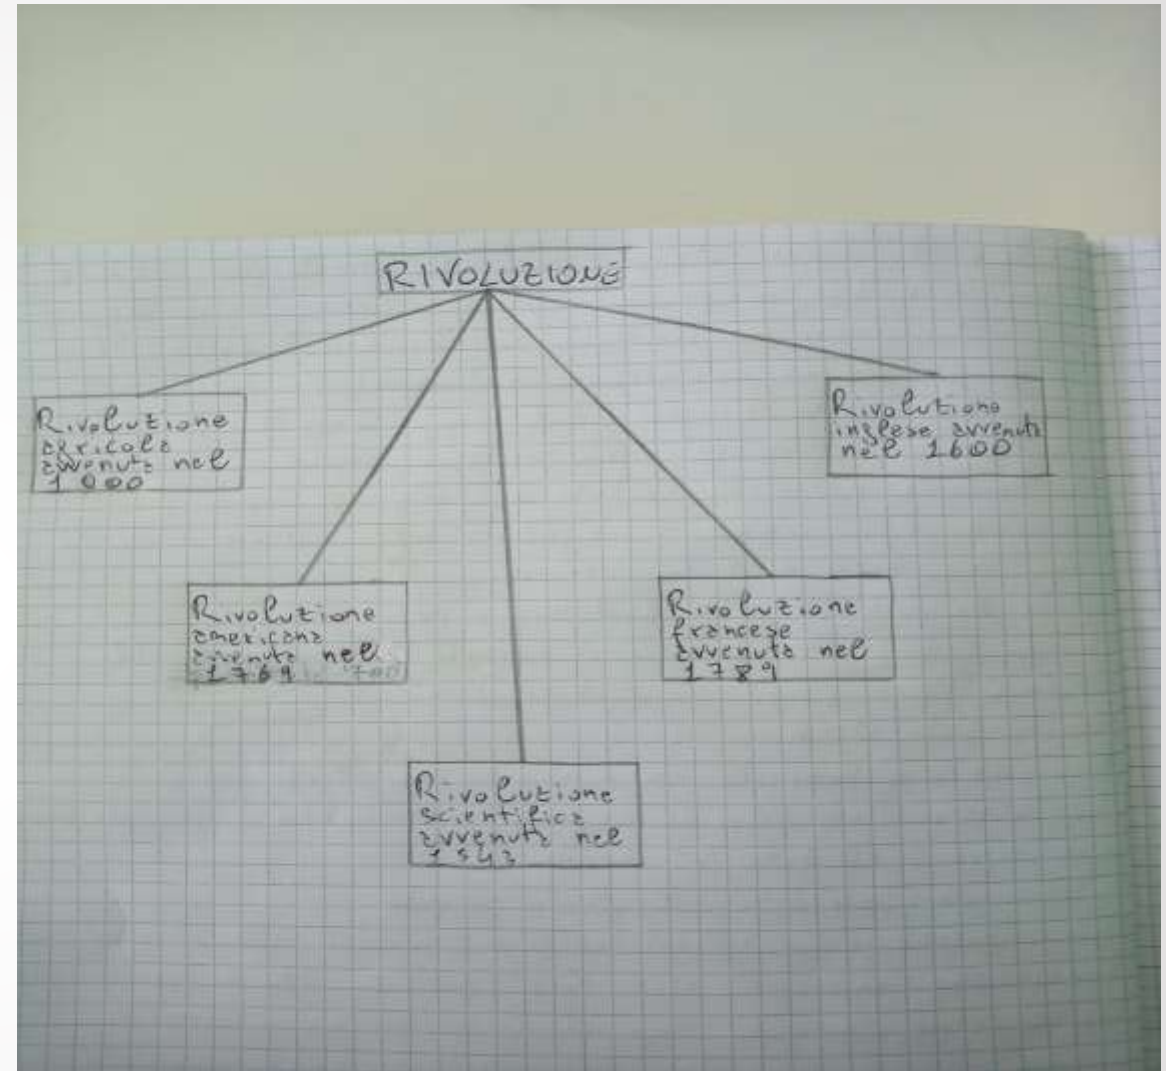 RIVOLUZIONE
Rivoluzione
agricola
avvenuta nel
1000
Rivoluzione
inglese avvenuta
nel 1600
Rivoluzione
americana
avvenuta nel
1769
Rivoluzione
francese
avvenuta nel
1789
Rivoluzione
scientifica
avvenuta nel
1543